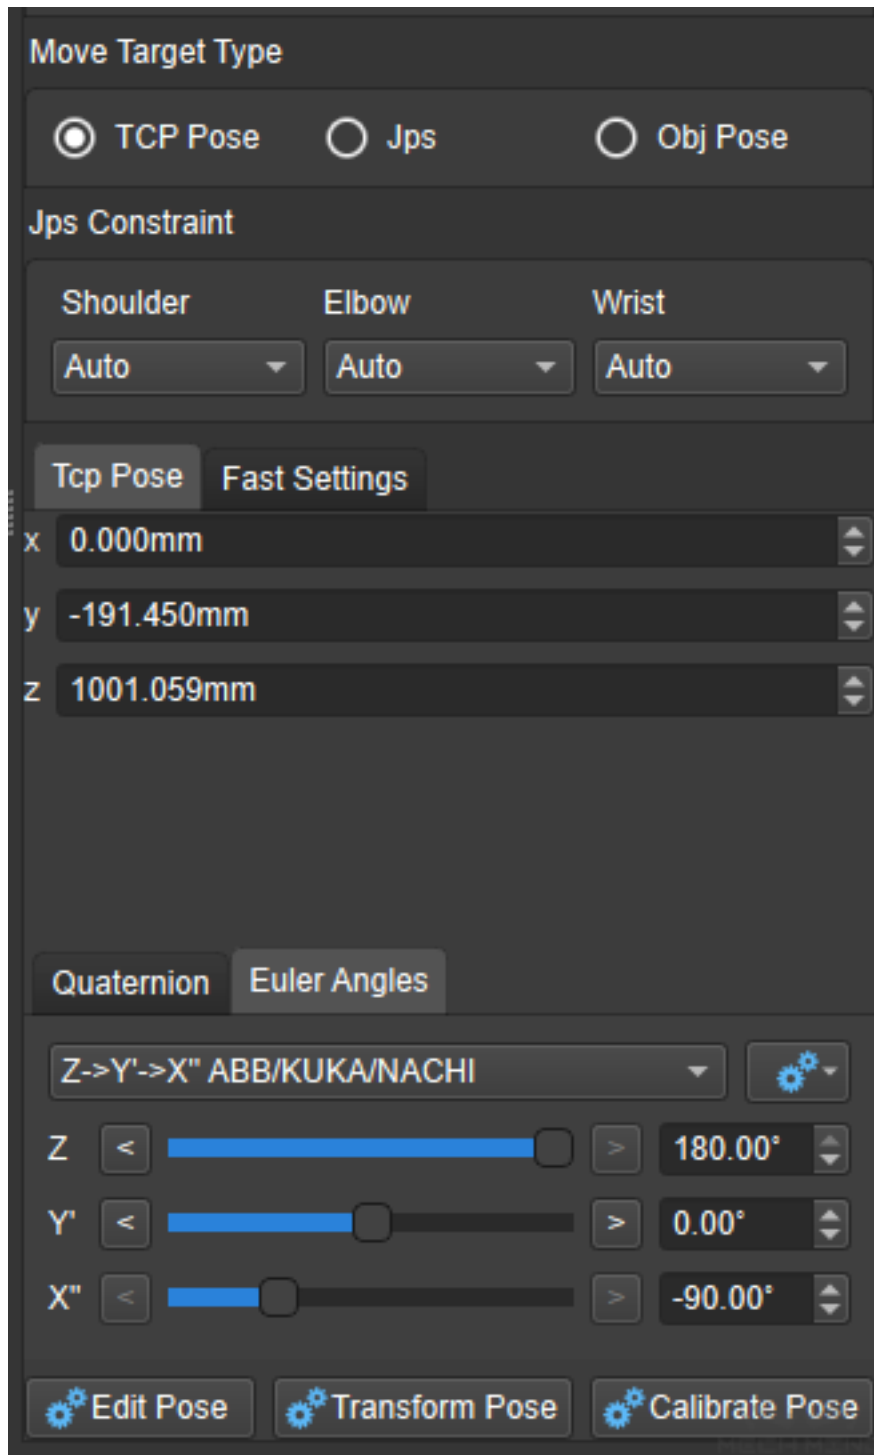 Move Target Type
TCP Pose Jps Obj Pose
Jps Constraint
Shoulder Elbow Wrist
Auto Auto Auto
Tcp Pose Fast Settings
x 0.000mm
y -191.450mm
z 1001.059mm
Quaternion Euler Angles
Z->Y'->X'' ABB/KUKA/NACHI
Z < > 180.00°
Y' < > 0.00°
X'' < > -90.00°
Edit Pose Transform Pose Calibrate Pose